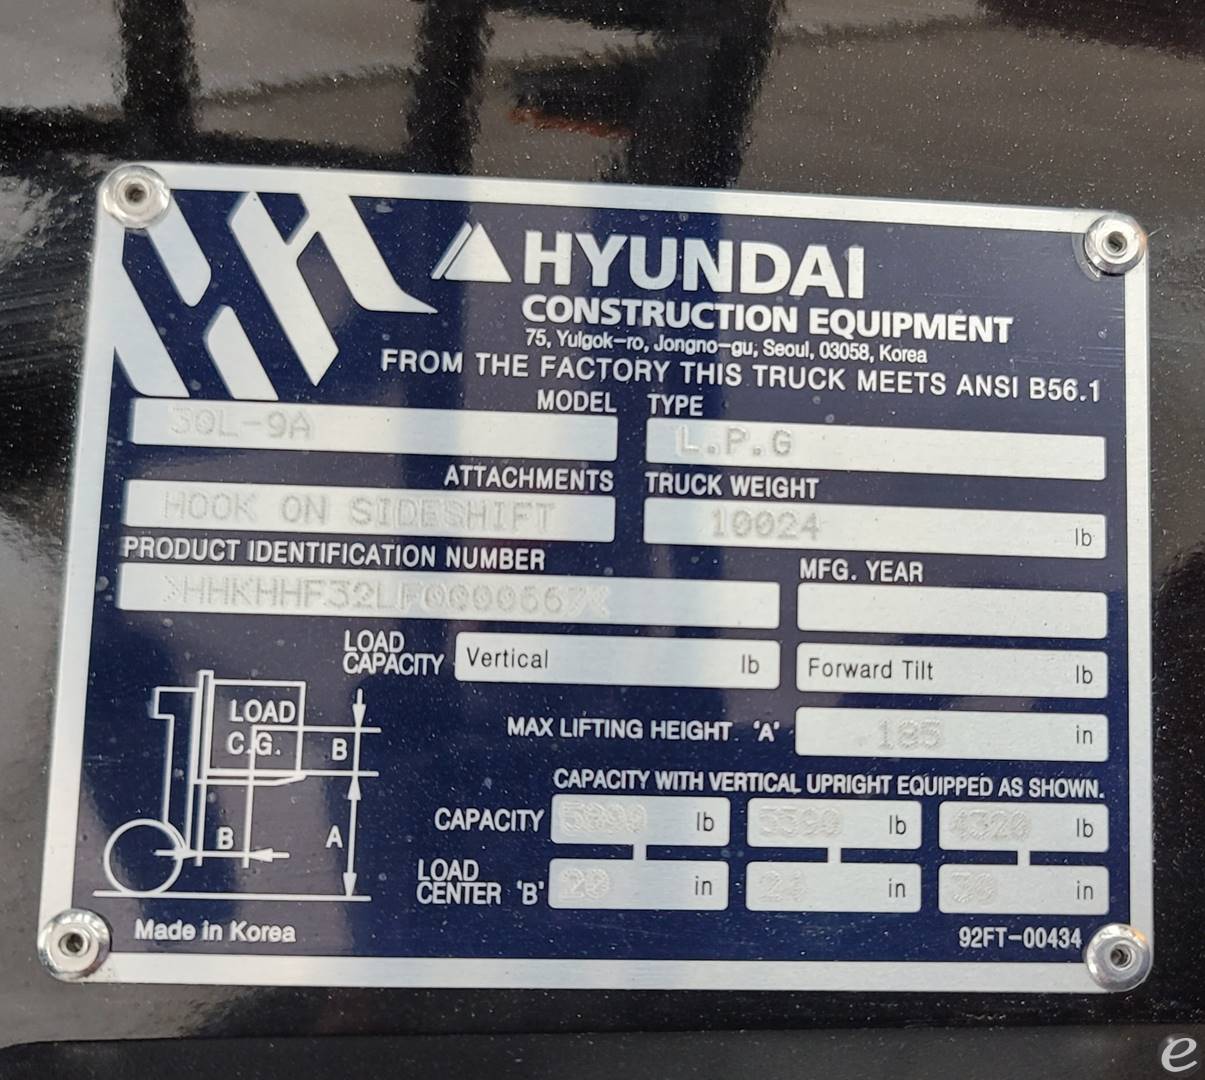 HYUNDAI
CONSTRUCTION EQUIPMENT
75, Yulgok-ro, Jongno-gu, Seoul, 03058, Korea
FROM THE FACTORY THIS TRUCK MEETS ANSI B56.1
MODEL TYPE
30L-9A L.P.G
ATTACHMENTS TRUCK WEIGHT
HOOK ON SIDESHIFT 10024 lb
PRODUCT IDENTIFICATION NUMBER MFG. YEAR
LOAD
CAPACITY Vertical lb Forward Tilt lb
LOAD
C.G. B
MAX LIFTING HEIGHT 'A' in
CAPACITY WITH VERTICAL UPRIGHT EQUIPPED AS SHOWN.
CAPACITY lb lb 4320 lb
B A
LOAD
CENTER 'B' in in in
Made in Korea 92FT-00434
e